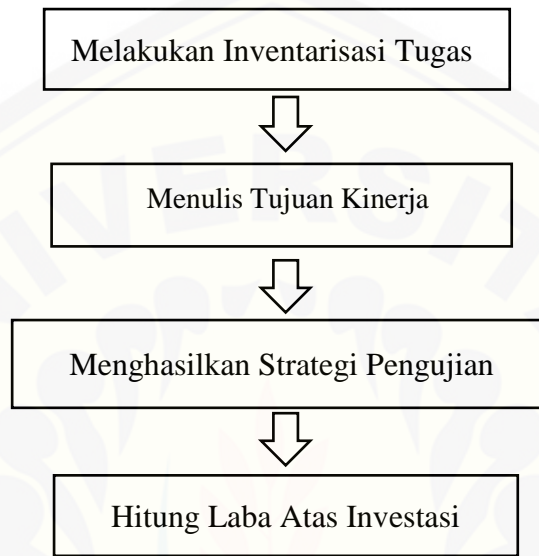 Melakukan Inventarisasi Tugas
Menulis Tujuan Kinerja
Menghasilkan Strategi Pengujian
Hitung Laba Atas Investasi